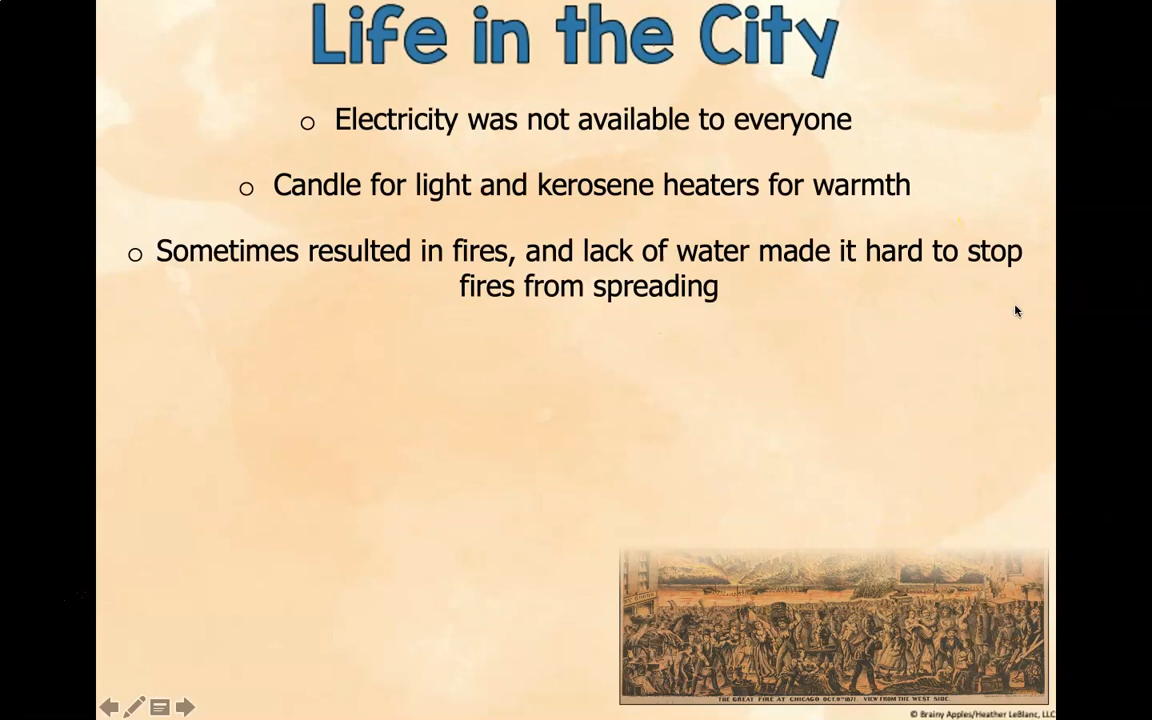 Life in the City
o Electricity was not available to everyone
o Candle for light and kerosene heaters for warmth
o Sometimes resulted in fires, and lack of water made it hard to stop
fires from spreading
THE GREAT FIRE AT CHICAGO OCT. 9TH 1871. VIEW FROM THE WEST SIDE.
© Brainy Apples/Heather LeBlanc, LLC